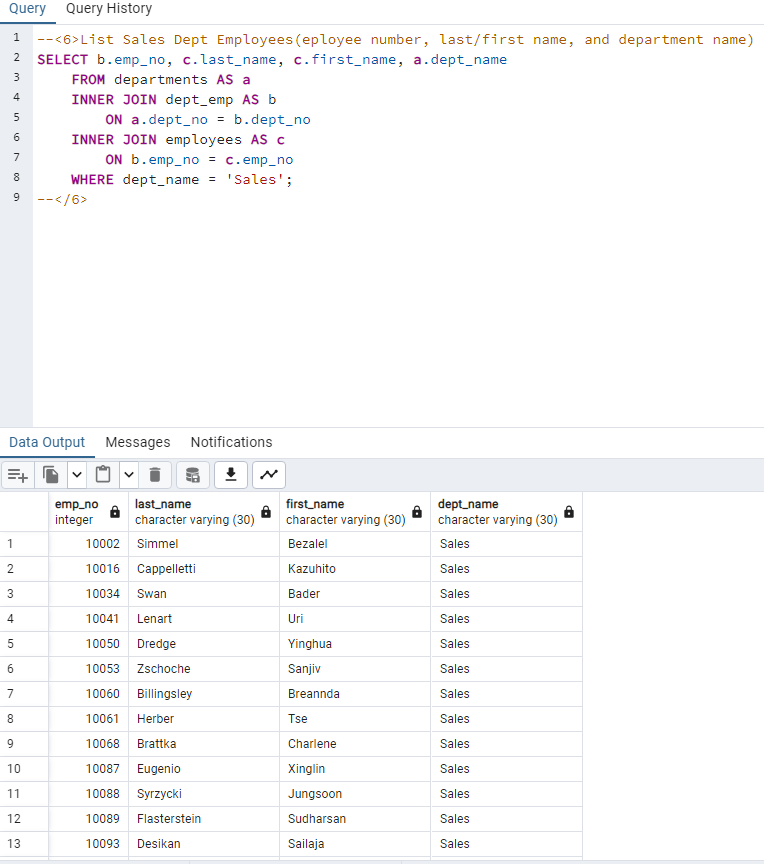 Query Query History
1 --<6>List Sales Dept Employees(eployee number, last/first name, and department name)
2 SELECT b.emp_no, c.last_name, c.first_name, a.dept_name
3 FROM departments AS a
4 INNER JOIN dept_emp AS b
5 ON a.dept_no = b.dept_no
6 INNER JOIN employees AS c
7 ON b.emp_no = c.emp_no
8 WHERE dept_name = 'Sales';
9 --</6>
Data Output Messages Notifications
emp_no last_name first_name dept_name
integer character varying (30) character varying (30) character varying (30)
1 10002 Simmel Bezalel Sales
2 10016 Cappelletti Kazuhito Sales
3 10034 Swan Bader Sales
4 10041 Lenart Uri Sales
5 10050 Dredge Yinghua Sales
6 10053 Zschoche Sanjiv Sales
7 10060 Billingsley Breannda Sales
8 10061 Herber Tse Sales
9 10068 Brattka Charlene Sales
10 10087 Eugenio Xinglin Sales
11 10088 Syrzycki Jungsoon Sales
12 10089 Flasterstein Sudharsan Sales
13 10093 Desikan Sailaja Sales